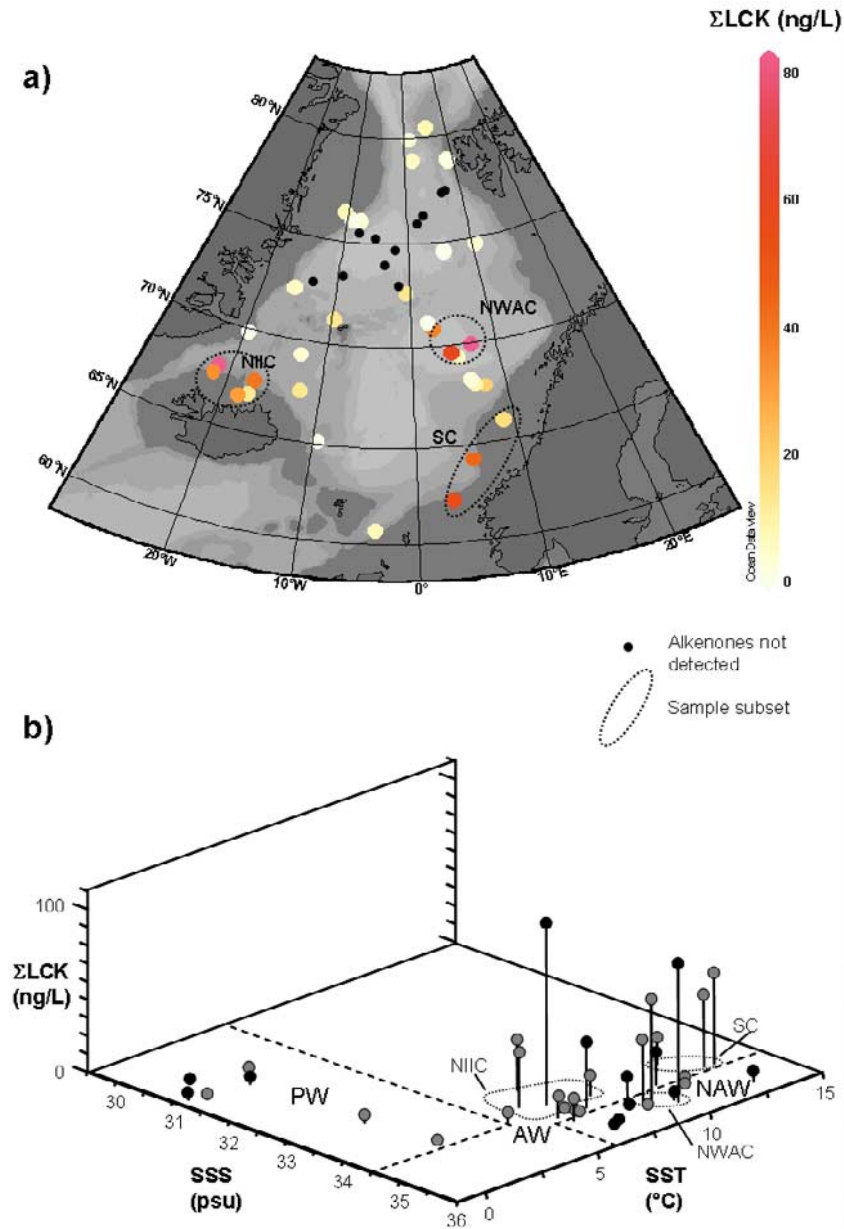 ΣLCK (ng/L)
a)
80
60
40
20
0
80°N
75°N
70°N
65°N
60°N
20°W
10°W
0°
10°E
20°E
NWAC
NIIC
SC
Ocean Data View
Alkenones not
detected
Sample subset
b)
100
ΣLCK
(ng/L)
0
30
31
32
33
34
35
36
SSS
(psu)
0
5
10
15
SST
(°C)
PW
AW
NAW
NIIC
SC
NWAC